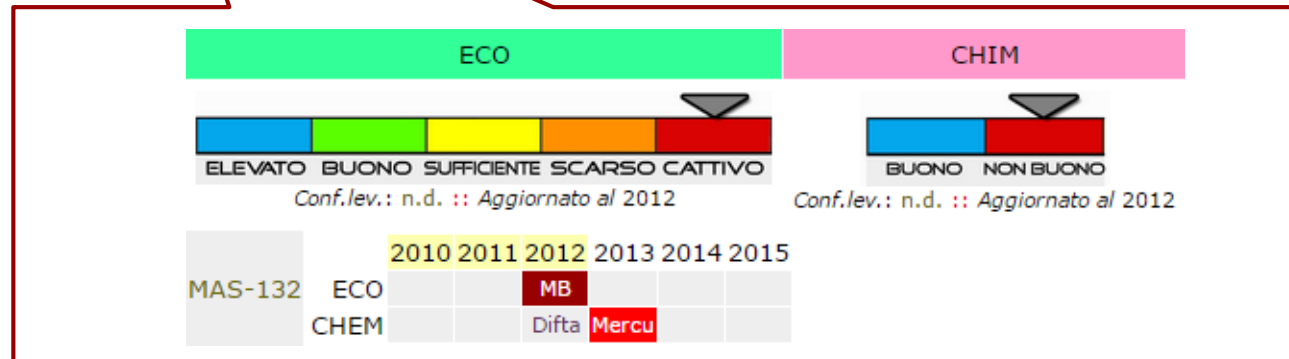 ECO CHIM
ELEVATO BUONO SUFFICIENTE SCARSO CATTIVO BUONO NON BUONO
Conf.lev.: n.d. :: Aggiornato al 2012 Conf.lev.: n.d. :: Aggiornato al 2012
2010 2011 2012 2013 2014 2015
MAS-132 ECO MB
CHEM Difta Mercu